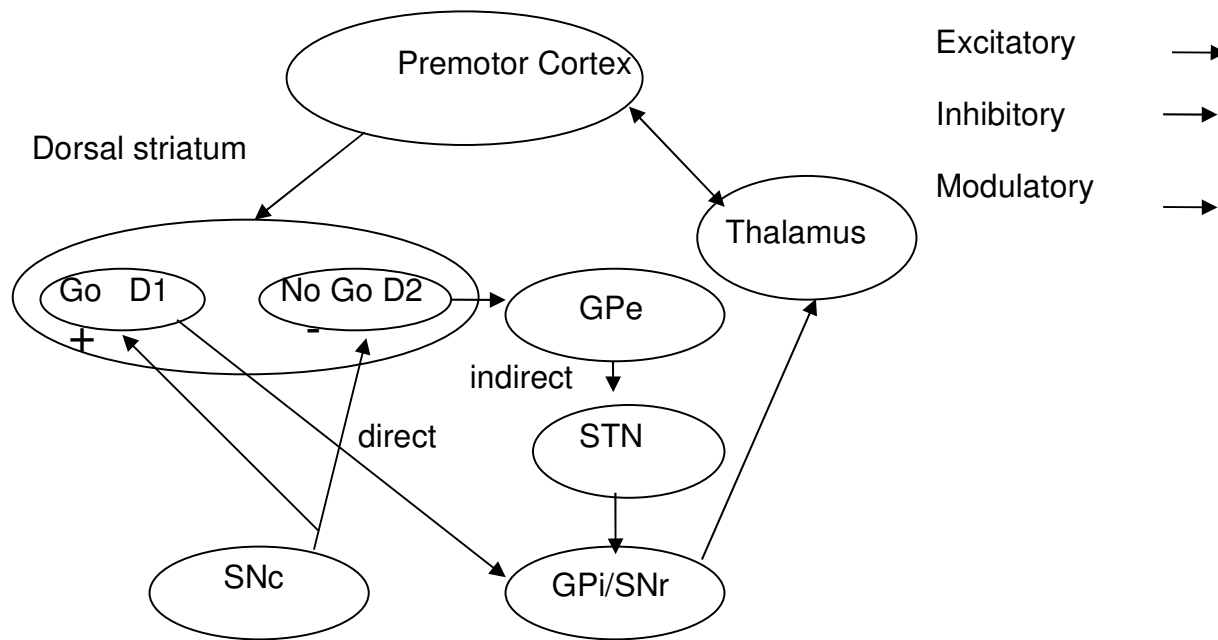 Premotor Cortex
Excitatory
Inhibitory
Modulatory
Dorsal striatum
Thalamus
Go D1
+
No Go D2
-
GPe
indirect
direct
STN
SNc
GPi/SNr